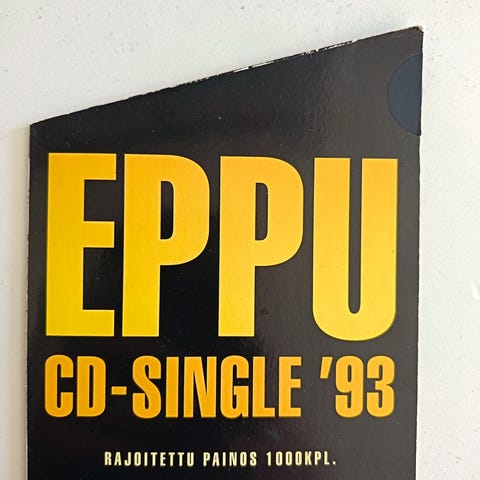 EPPU
CD-SINGLE '93
RAJOITETTU PAINOS 1000KPL.